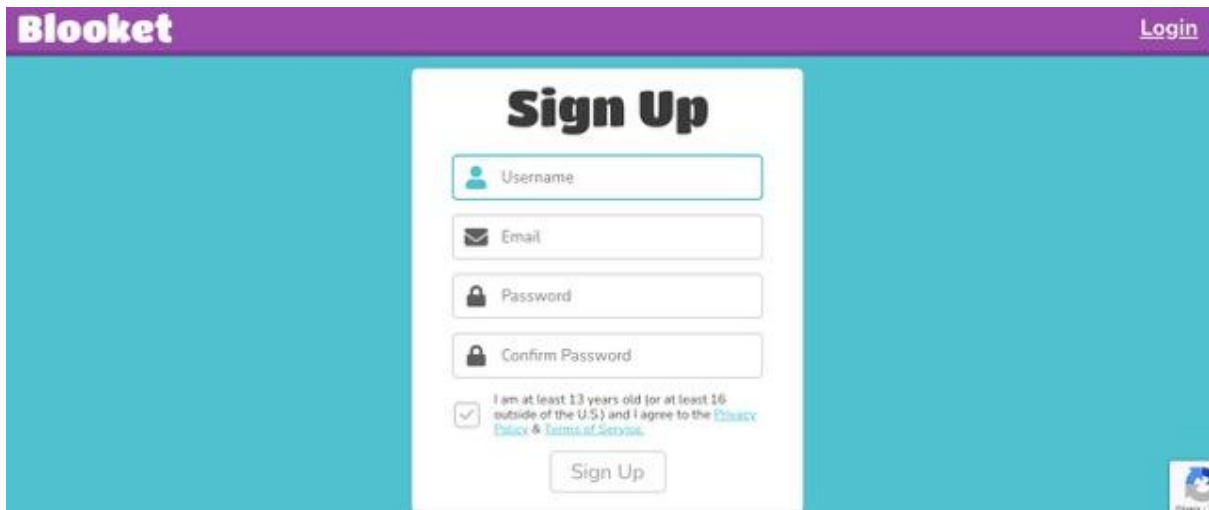 Blooket
Login
Sign Up
Username
Email
Password
Confirm Password
I am at least 13 years old (or at least 16
outside of the U.S.) and I agree to the Privacy
Policy & Terms of Service.
Sign Up